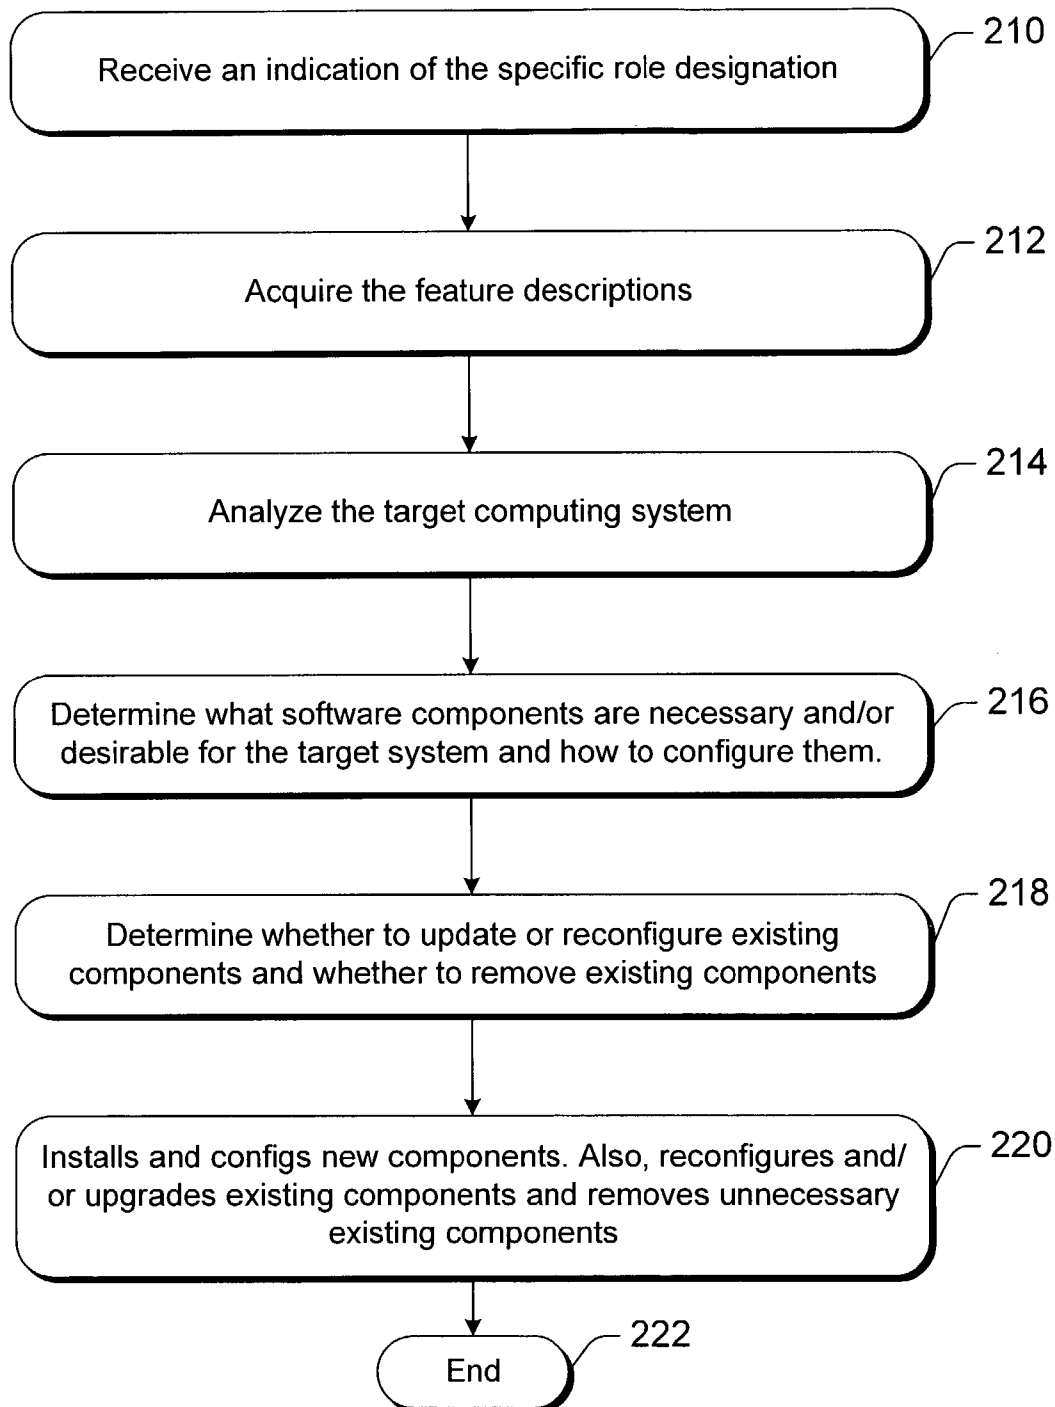 210
Receive an indication of the specific role designation
212
Acquire the feature descriptions
214
Analyze the target computing system
216
Determine what software components are necessary and/or
desirable for the target system and how to configure them.
218
Determine whether to update or reconfigure existing
components and whether to remove existing components
220
Installs and configs new components. Also, reconfigures and/
or upgrades existing components and removes unnecessary
existing components
222
End